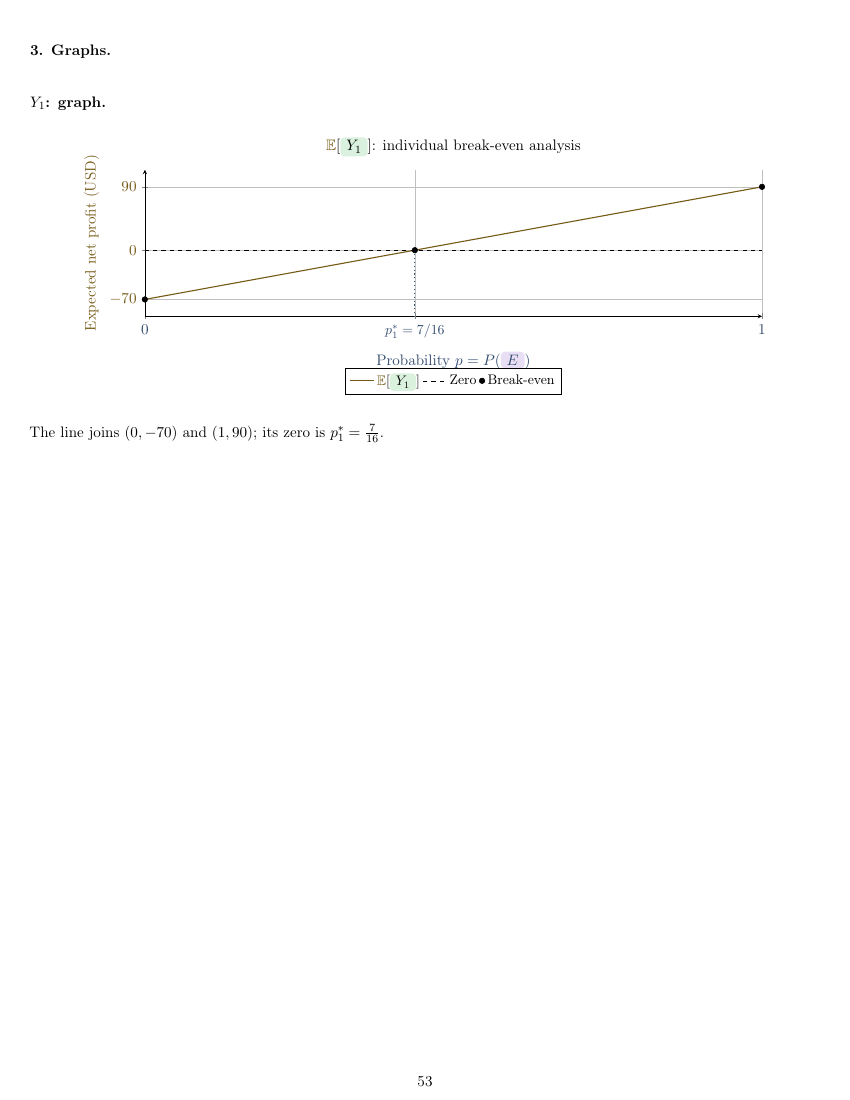 3. Graphs.
Y₁: graph.
𝔼[ Y₁ ]: individual break-even analysis
Expected net profit (USD)
90
0
−70
0
p₁* = 7/16
1
Probability p = P( E )
𝔼[ Y₁ ] Zero Break-even
The line joins (0, −70) and (1, 90); its zero is p₁* = 7/16.
53